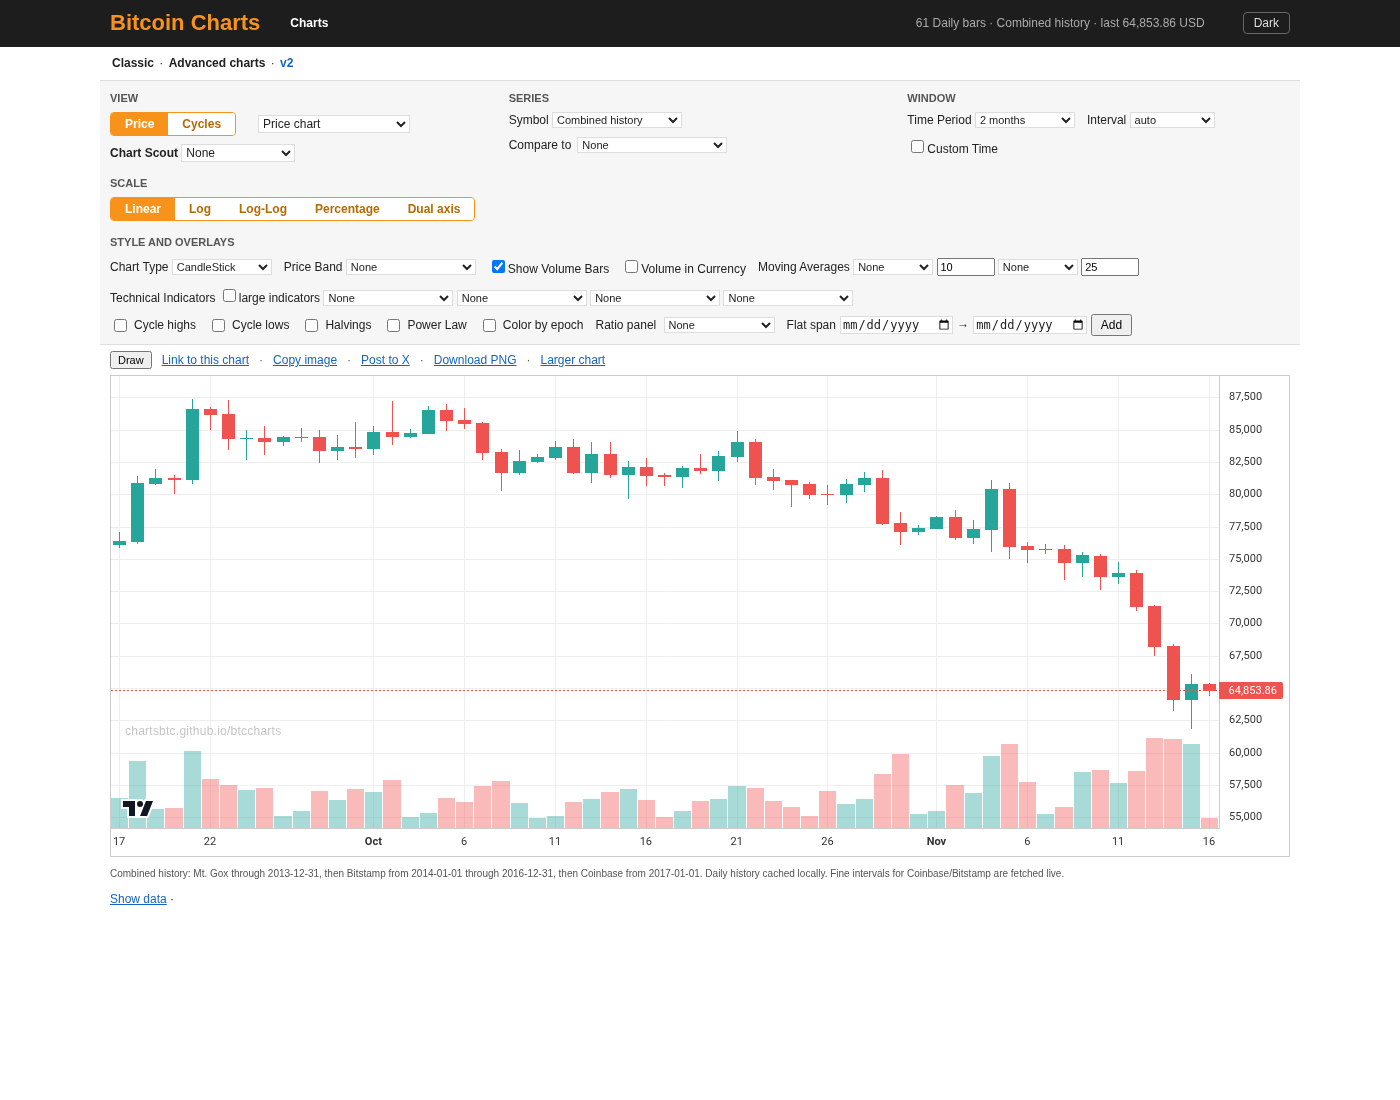 Bitcoin Charts Charts 61 Daily bars · Combined history · last 64,853.86 USD Dark
Classic · Advanced charts · v2
VIEW SERIES WINDOW
Price Cycles Price chart Symbol Combined history Time Period 2 months Interval auto
Chart Scout None Compare to None Custom Time
SCALE
Linear Log Log-Log Percentage Dual axis
STYLE AND OVERLAYS
Chart Type CandleStick Price Band None Show Volume Bars Volume in Currency Moving Averages None 10 None 25
Technical Indicators large indicators None None None None
Cycle highs Cycle lows Halvings Power Law Color by epoch Ratio panel None Flat span mm/dd/yyyy → mm/dd/yyyy Add
Draw Link to this chart · Copy image · Post to X · Download PNG · Larger chart
87,500
85,000
82,500
80,000
77,500
75,000
72,500
70,000
67,500
64,853.86
62,500
chartsbtc.github.io/btccharts
60,000
57,500
55,000
17 22 Oct 6 11 16 21 26 Nov 6 11 16
Combined history: Mt. Gox through 2013-12-31, then Bitstamp from 2014-01-01 through 2016-12-31, then Coinbase from 2017-01-01. Daily history cached locally. Fine intervals for Coinbase/Bitstamp are fetched live.
Show data ·